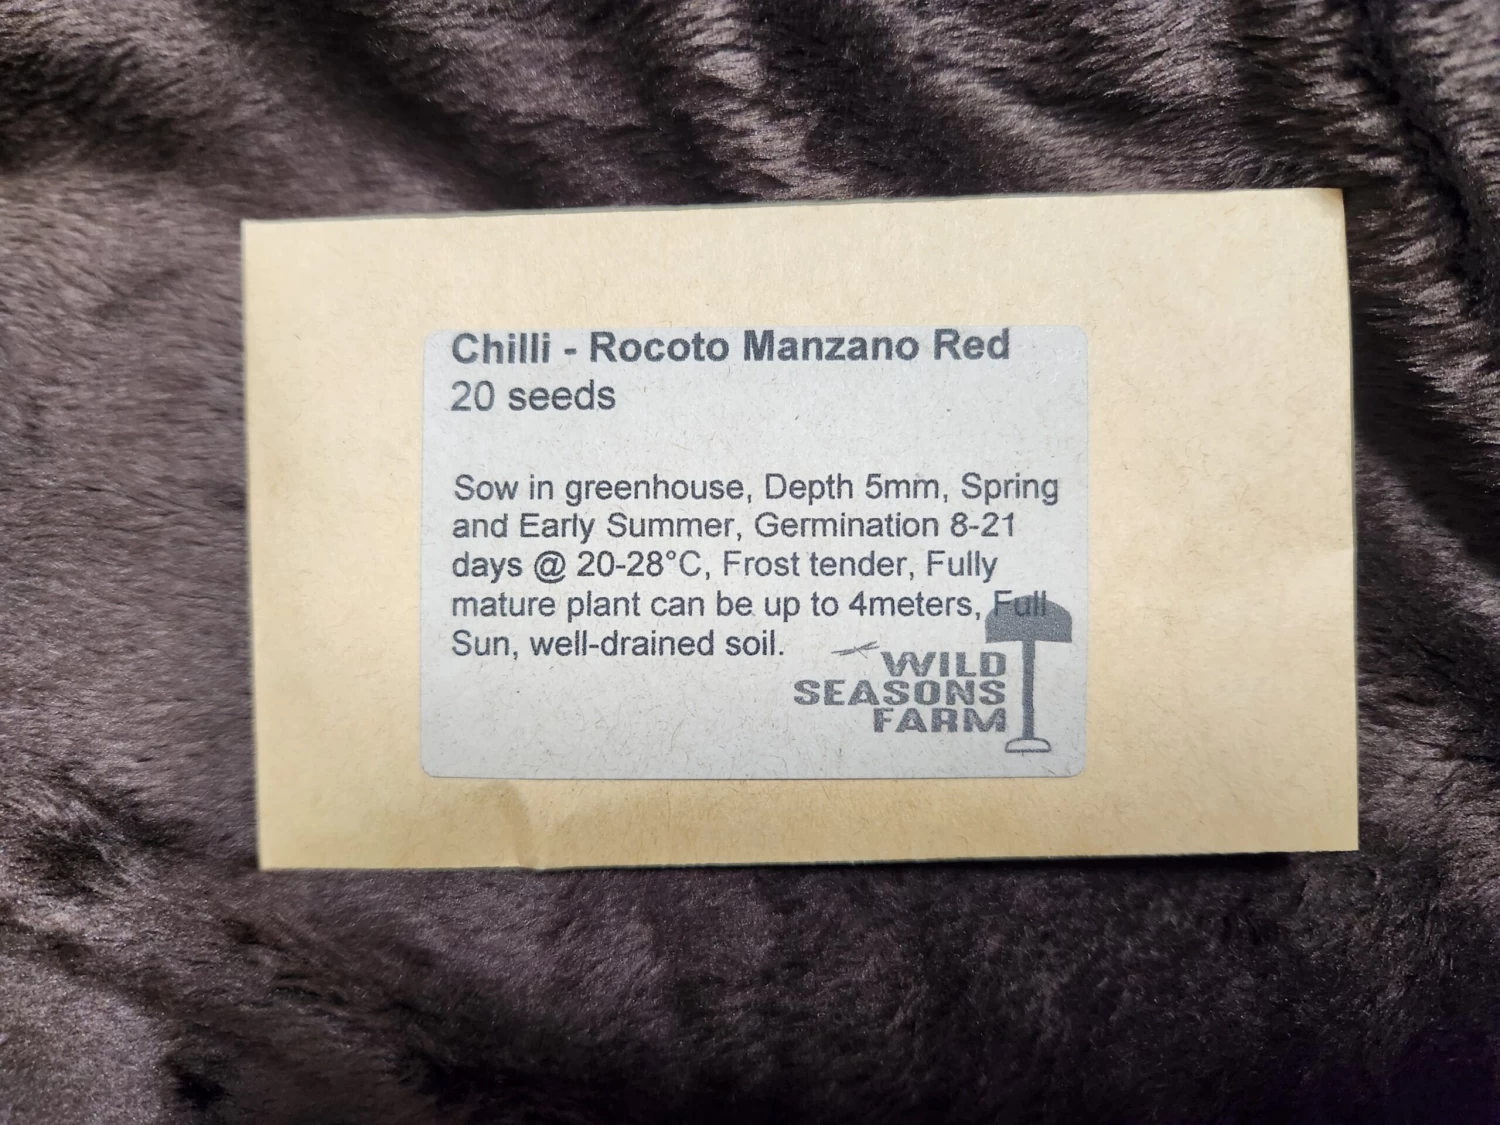 Chilli - Rocoto Manzano Red
20 seeds
Sow in greenhouse, Depth 5mm, Spring
and Early Summer, Germination 8-21
days @ 20-28°C, Frost tender, Fully
mature plant can be up to 4meters, Full
Sun, well-drained soil.
WILD
SEASONS
FARM